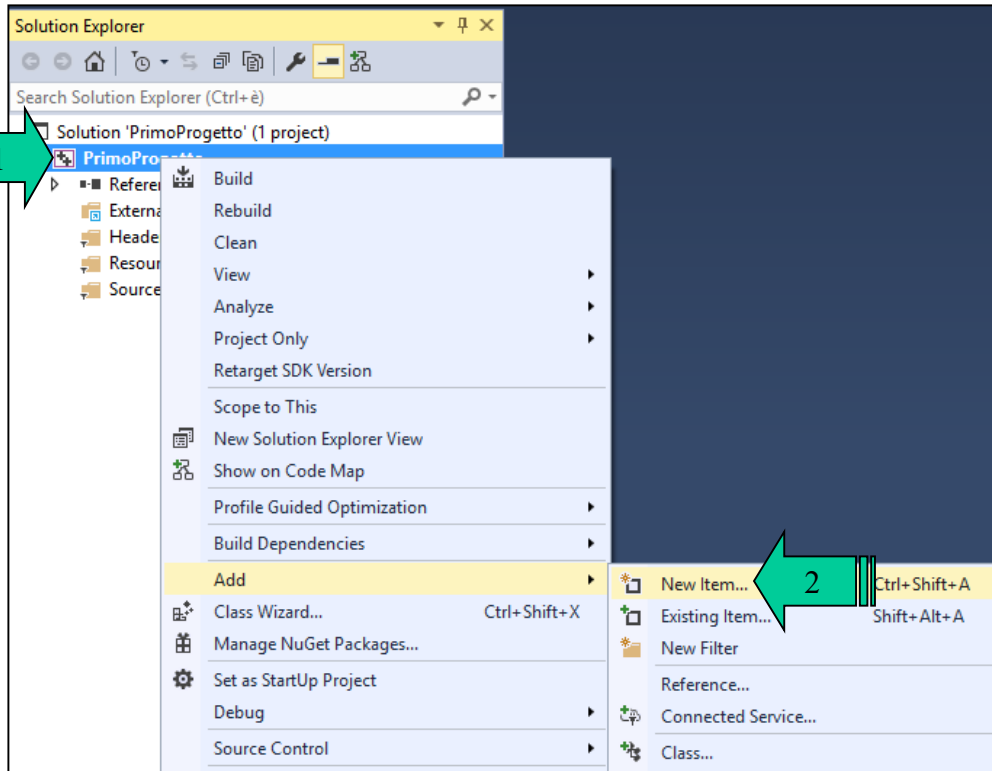 Solution Explorer
Search Solution Explorer (Ctrl+è)
Solution 'PrimoProgetto' (1 project)
PrimoProgetto
Build
Rebuild
Clean
View
Analyze
Project Only
Retarget SDK Version
Scope to This
New Solution Explorer View
Show on Code Map
Profile Guided Optimization
Build Dependencies
Add
Class Wizard... Ctrl+Shift+X
Manage NuGet Packages...
Set as StartUp Project
Debug
Source Control
New Item... 2 Ctrl+Shift+A
Existing Item... Shift+Alt+A
New Filter
Reference...
Connected Service...
Class...